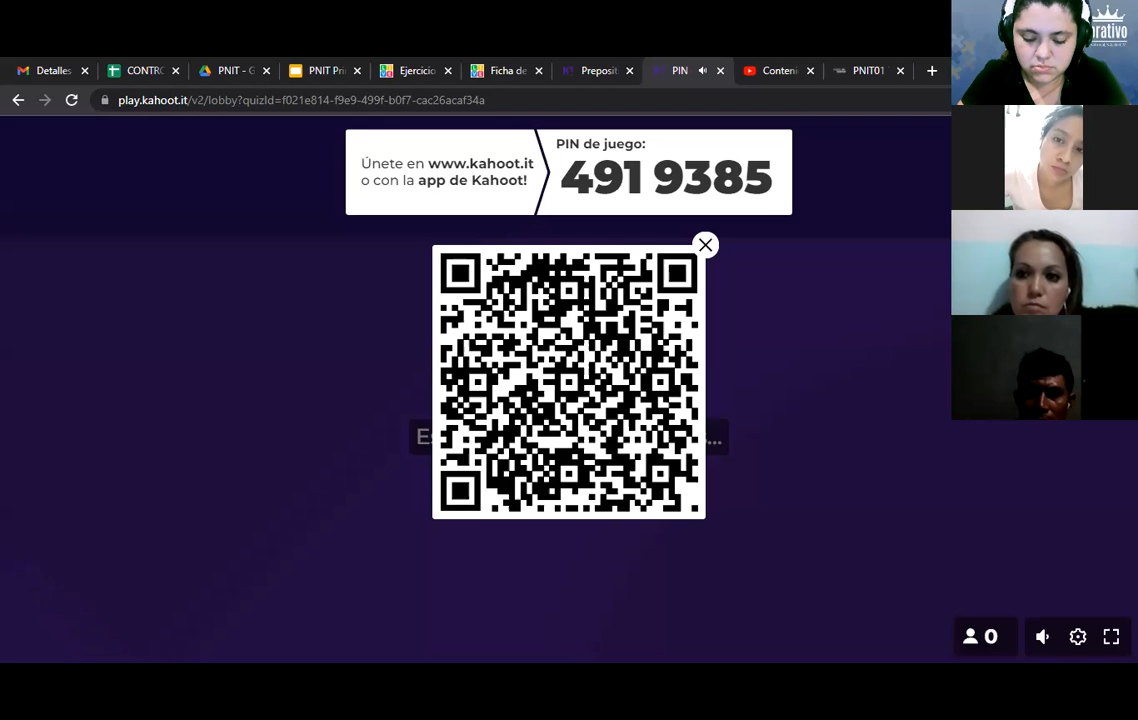 Detalles
CONTRO
PNIT - G
PNIT Pri
Ejercicio
Ficha de
Preposit
PIN
Conteni
PNIT01
play.kahoot.it/v2/lobby?quizId=f021e814-f9e9-499f-b0f7-cac26acaf34a
Únete en www.kahoot.it
o con la app de Kahoot!
PIN de juego:
491 9385
0